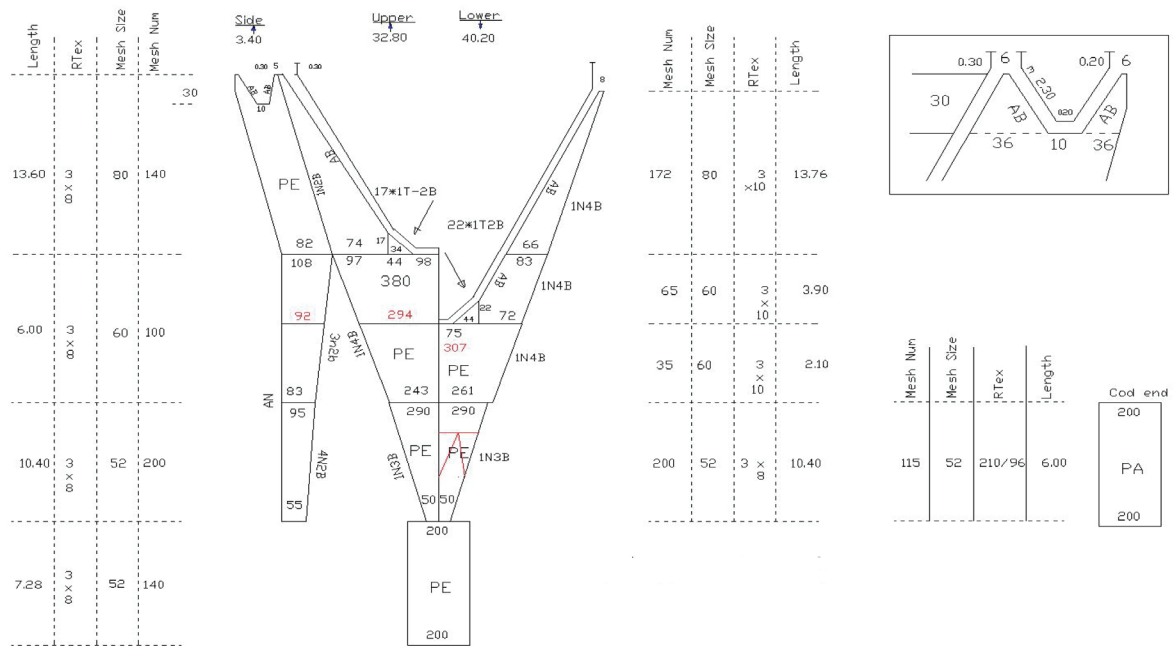 Side
3.40
Upper
32.80
Lower
40.20
Length
RTex
Mesh Size
Mesh Num
30
13.60
3
×
8
80
140
6.00
3
×
8
60
100
10.40
3
×
8
52
200
7.28
3
×
8
52
140
0.30
5
0.30
8
AB
AB
10
PE
1N2B
AB
17*1T-2B
22*1T2B
AB
1N4B
17
34
82
74
66
108
97
44
98
83
380
AB
1N4B
22
44
72
92
294
75
307
3n2b
1N4B
PE
PE
1N4B
83
243
261
AN
95
290
290
4N2B
1N3B
PE
PE
1N3B
55
50
50
200
PE
200
Mesh Num
Mesh Size
RTex
Length
172
80
3
×10
13.76
65
60
3
×
10
3.90
35
60
3
×
10
2.10
200
52
3
×
8
10.40
0.30
6
E
2.30
0.20
6
30
AB
0.20
AB
36
10
36
Mesh Num
Mesh Size
RTex
Length
115
52
210/96
6.00
Cod end
200
PA
200